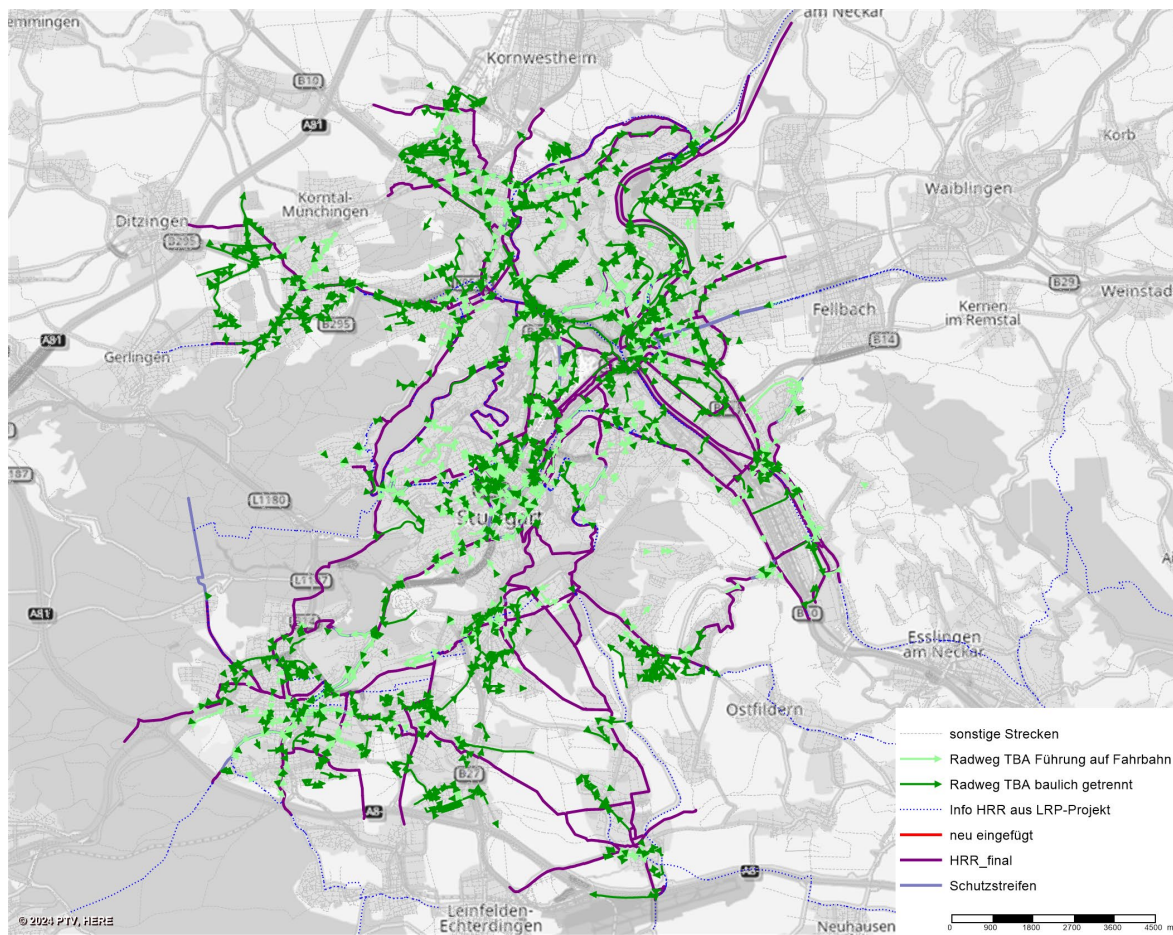 emmingen
am Neckar
Kornwestheim
B10
A81
Korb
Waiblingen
Korntal-
Münchingen
Ditzingen
B295
B29
Weinstad
Fellbach
Kernen
im Remstal
B295
A81
Gerlingen
B14
187
L1180
Stuttgart
A81
B10
Esslingen
am Neckar
Ostfildern
B27
A8
A8
Leinfelden-
Echterdingen
Neuhausen
sonstige Strecken
Radweg TBA Führung auf Fahrbahn
Radweg TBA baulich getrennt
Info HRR aus LRP-Projekt
neu eingefügt
HRR_final
Schutzstreifen
0 900 1800 2700 3600 4500 m
© 2024 PTV, HERE